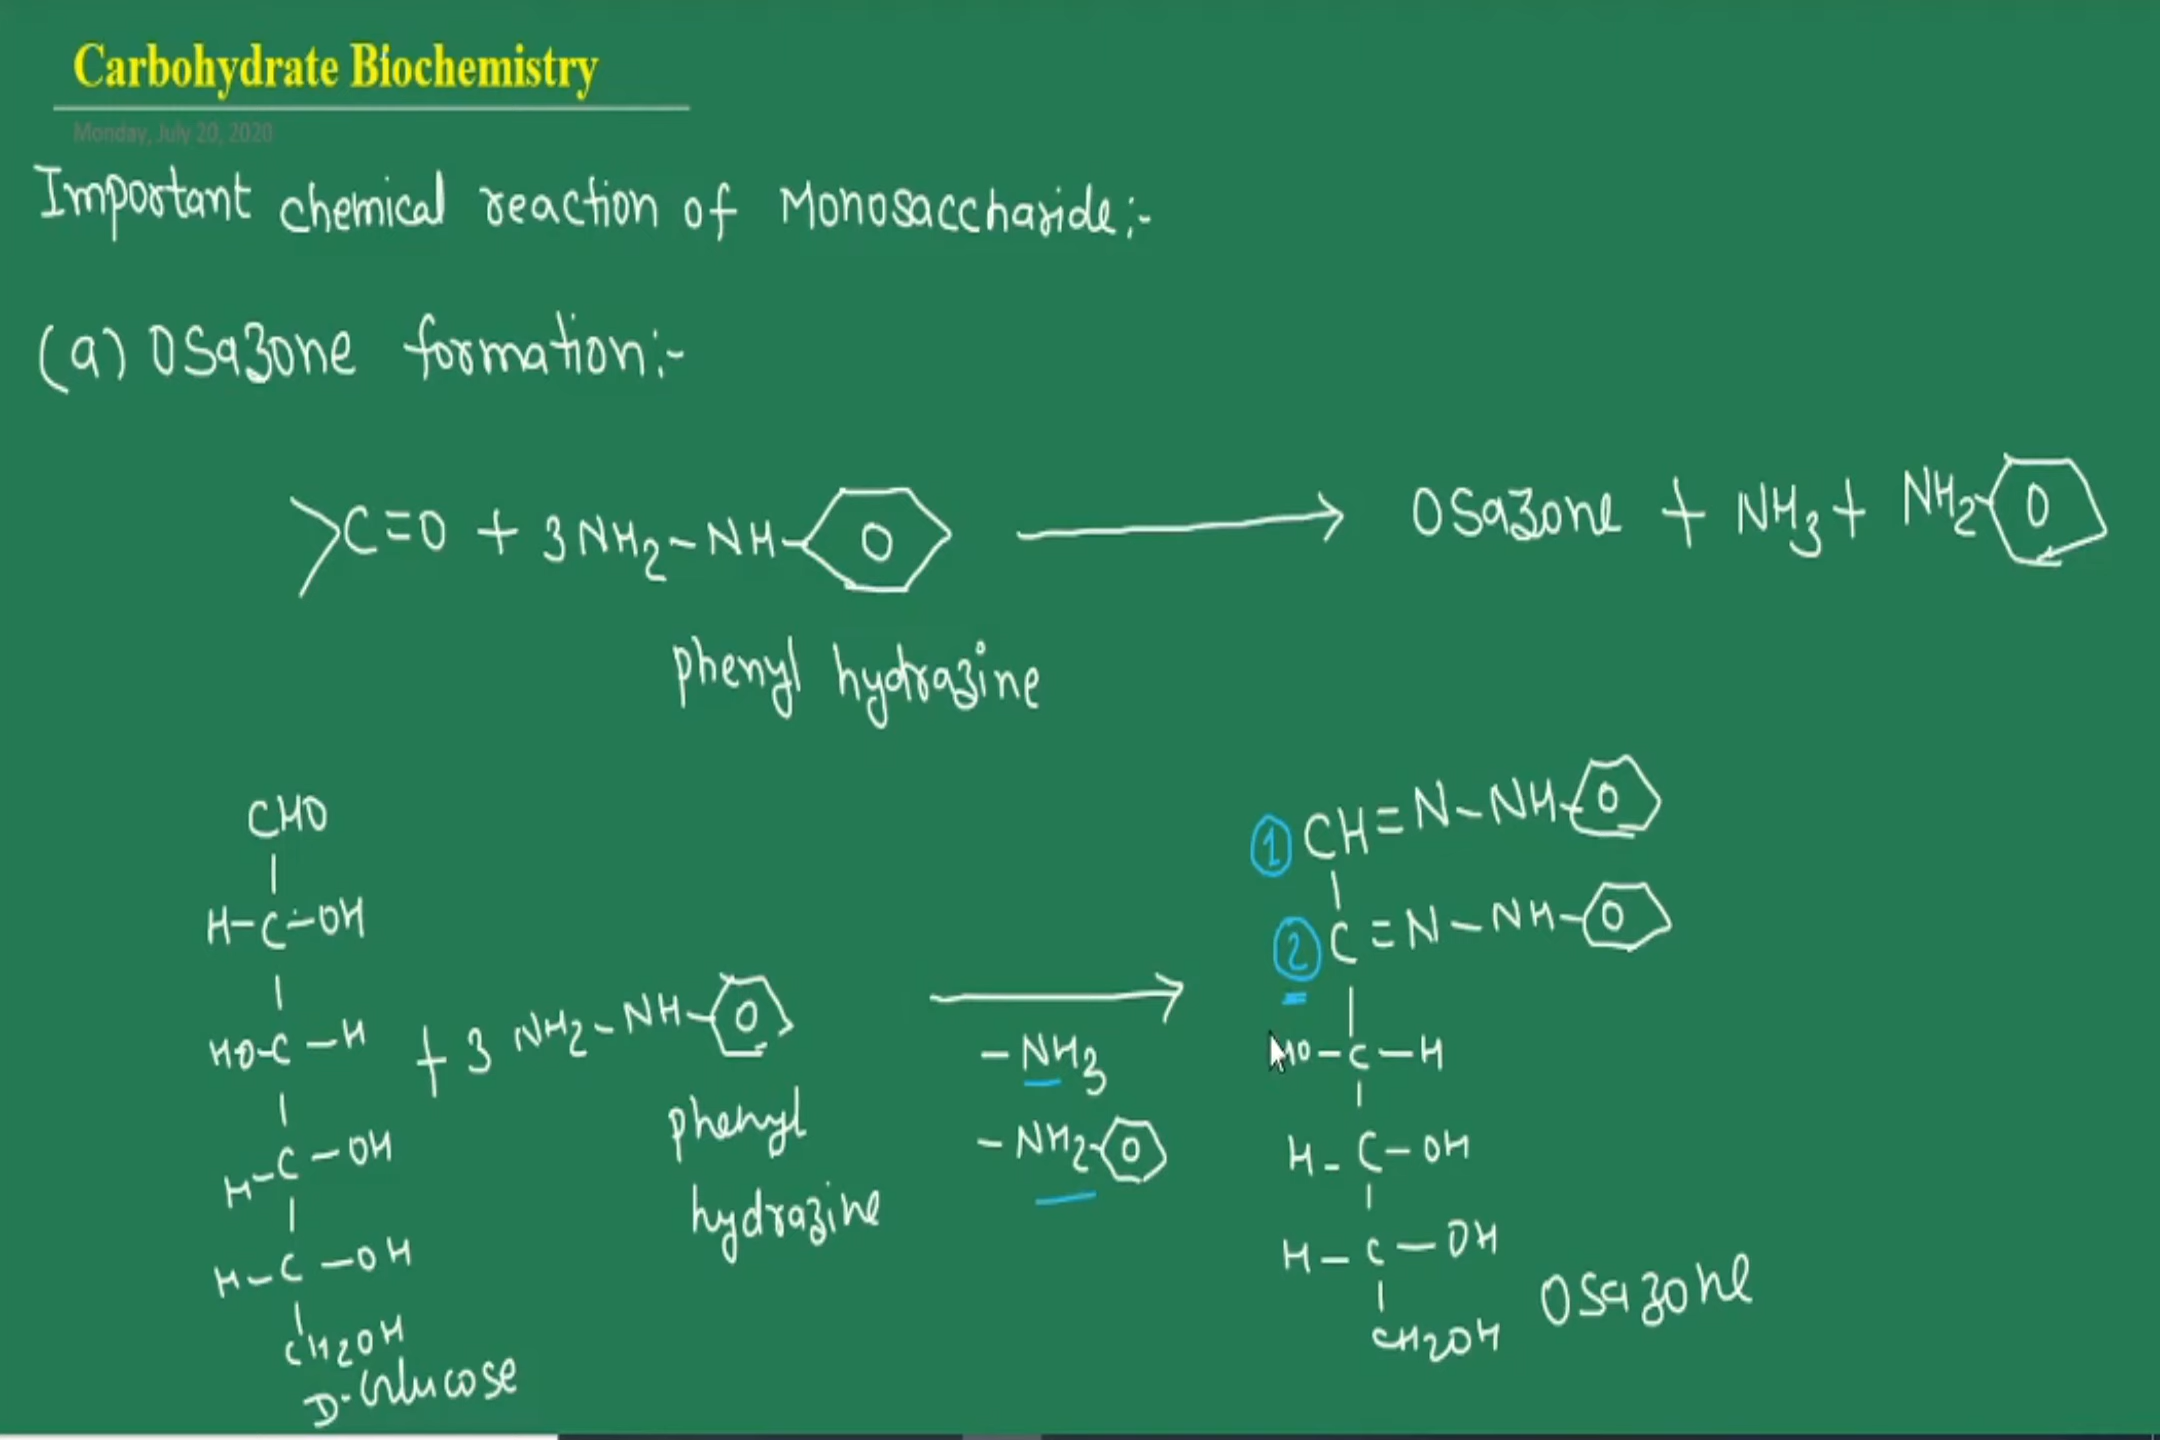 Carbohydrate Biochemistry
Monday, July 20, 2020
Important chemical reaction of Monosaccharide:-
(a) Osazone formation:-
>C=O + 3NH2-NH- → Osazone + NH3 + NH2-
phenyl hydrazine
CHO
H-C-OH
HO-C-H
H-C-OH
H-C-OH
CH2OH
D-Glucose
+ 3 NH2-NH-
phenyl
hydrazine
→
-NH3
-NH2-
① CH=N-NH-
② C=N-NH-
HO-C-H
H-C-OH
H-C-OH
CH2OH
Osazone